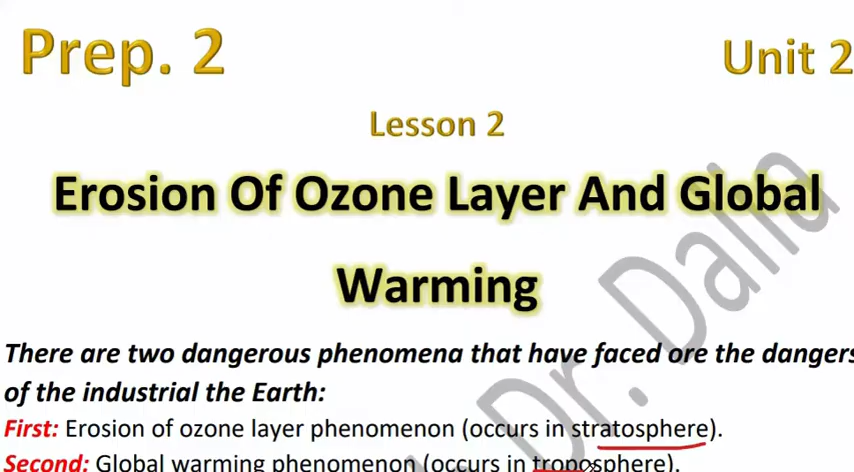 Prep. 2
Unit 2
Lesson 2
Erosion Of Ozone Layer And Global
Warming
There are two dangerous phenomena that have faced ore the dangers
of the industrial the Earth:
First: Erosion of ozone layer phenomenon (occurs in stratosphere).
Second: Global warming phenomenon (occurs in troposphere).
Dr. Dalia